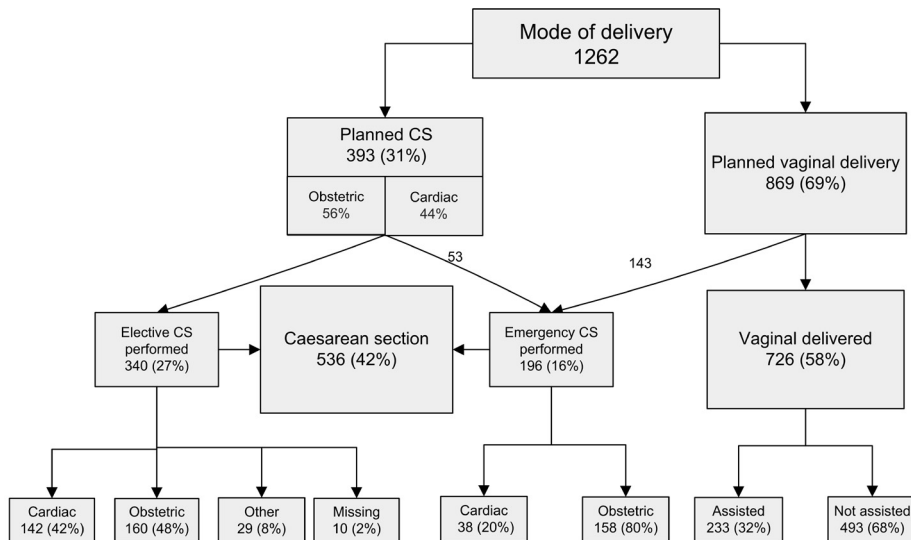 Mode of delivery
1262
Planned CS
393 (31%)
Obstetric
56%
Cardiac
44%
Planned vaginal delivery
869 (69%)
53
143
Elective CS
performed
340 (27%)
Caesarean section
536 (42%)
Emergency CS
performed
196 (16%)
Vaginal delivered
726 (58%)
Cardiac
142 (42%)
Obstetric
160 (48%)
Other
29 (8%)
Missing
10 (2%)
Cardiac
38 (20%)
Obstetric
158 (80%)
Assisted
233 (32%)
Not assisted
493 (68%)